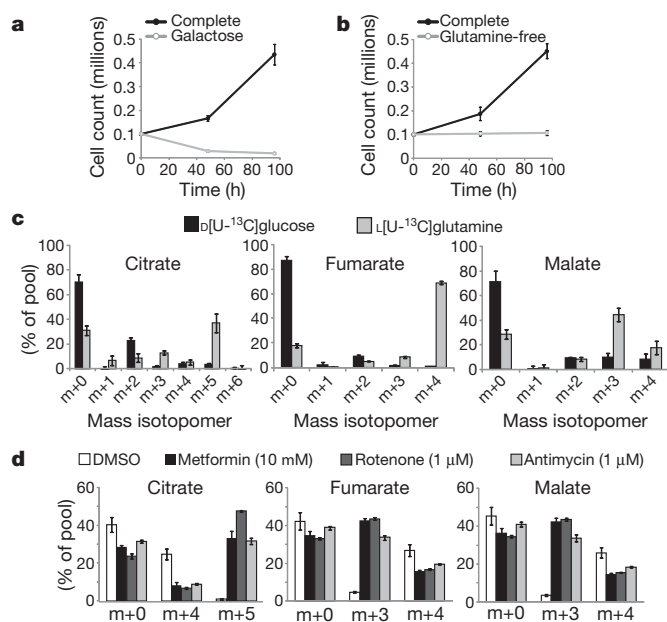 a
Complete
Galactose
Cell count (millions)
0.5
0.4
0.3
0.2
0.1
0
0 20 40 60 80 100
Time (h)
b
Complete
Glutamine-free
Cell count (millions)
0.5
0.4
0.3
0.2
0.1
0
0 20 40 60 80 100
Time (h)
c
D[U-13C]glucose L[U-13C]glutamine
(% of pool)
100
80
60
40
20
0
Citrate
m+0 m+1 m+2 m+3 m+4 m+5 m+6
Mass isotopomer
100
80
60
40
20
0
Fumarate
m+0 m+1 m+2 m+3 m+4
Mass isotopomer
100
80
60
40
20
0
Malate
m+0 m+1 m+2 m+3 m+4
Mass isotopomer
d
DMSO Metformin (10 mM) Rotenone (1 μM) Antimycin (1 μM)
(% of pool)
Citrate
60
40
20
0
m+0 m+4 m+5
Fumarate
60
40
20
0
m+0 m+3 m+4
Malate
60
40
20
0
m+0 m+3 m+4